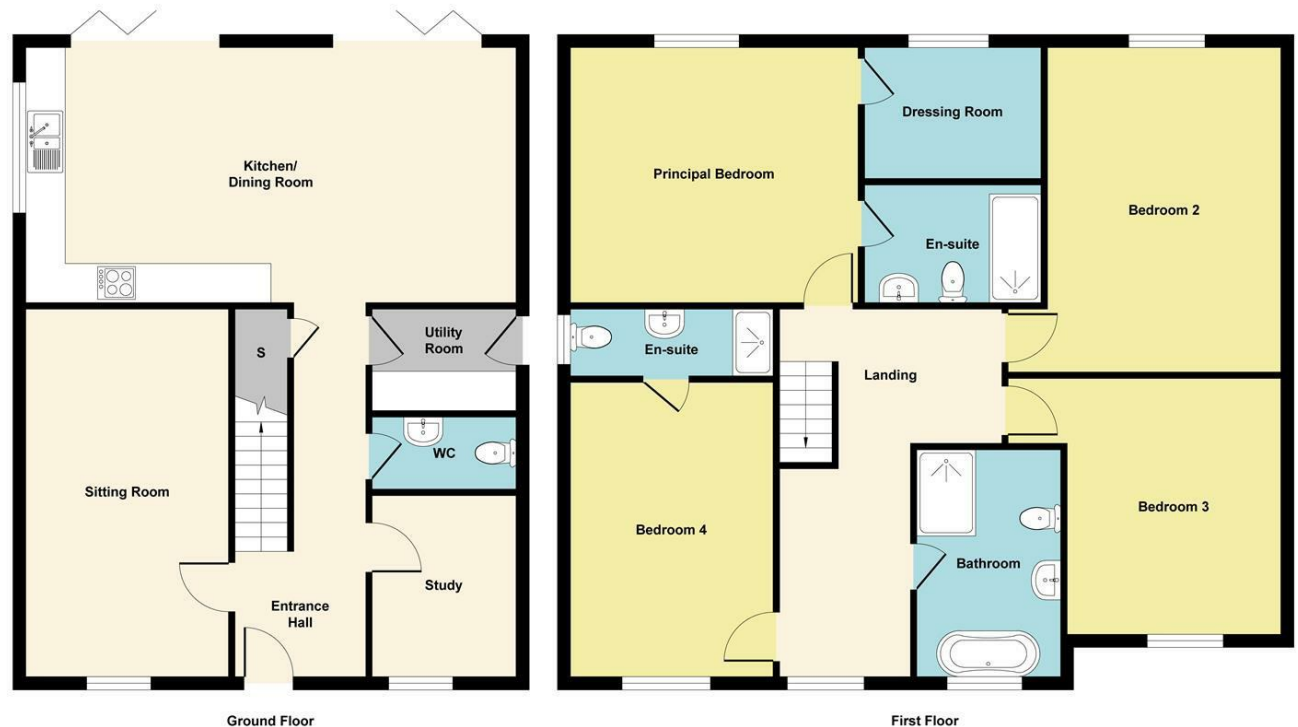 Kitchen/
Dining Room
S
Utility
Room
WC
Sitting Room
Study
Entrance
Hall
Ground Floor
Principal Bedroom
Dressing Room
En-suite
Bedroom 2
En-suite
Landing
Bedroom 4
Bathroom
Bedroom 3
First Floor